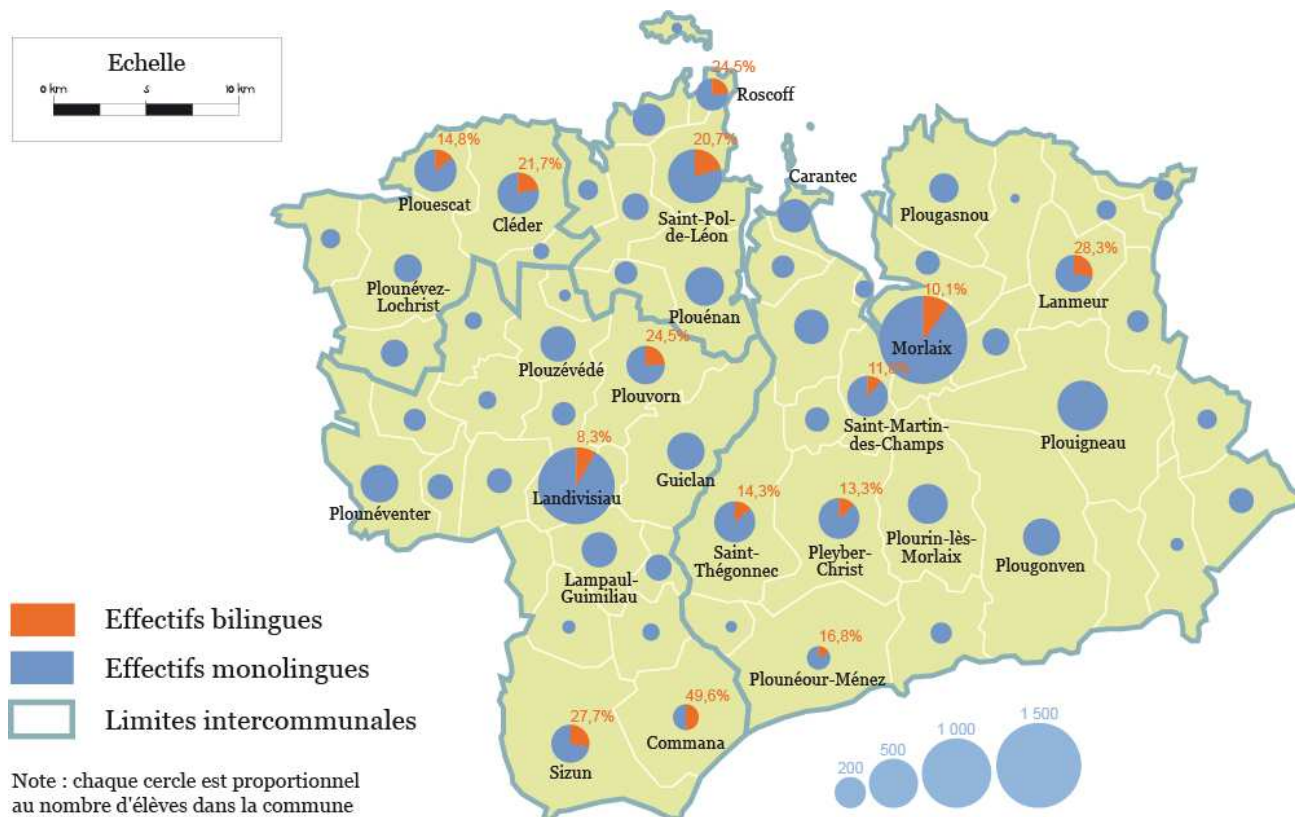 Echelle
0 km
5
10 km
24,5%
Roscoff
14,8%
Plouescat
21,7%
Cléder
20,7%
Saint-Pol-
de-Léon
Carantec
Plougasnou
28,3%
Lanmeur
Plounévez-
Lochrist
Plouénan
10,1%
Morlaix
Plouzévédé
24,5%
Plouvorn
Saint-Martin-
des-Champs
Plouigneau
8,3%
Landivisiau
Guiclan
Plounéventer
14,3%
Saint-
Thégonnec
13,3%
Pleyber-
Christ
Plourin-lès-
Morlaix
Plougonven
Lampaul-
Guimiliau
16,8%
Plounéour-Ménez
27,7%
Sizun
49,6%
Commana
Effectifs bilingues
Effectifs monolingues
Limites intercommunales
Note : chaque cercle est proportionnel
au nombre d'élèves dans la commune
200
500
1 000
1 500